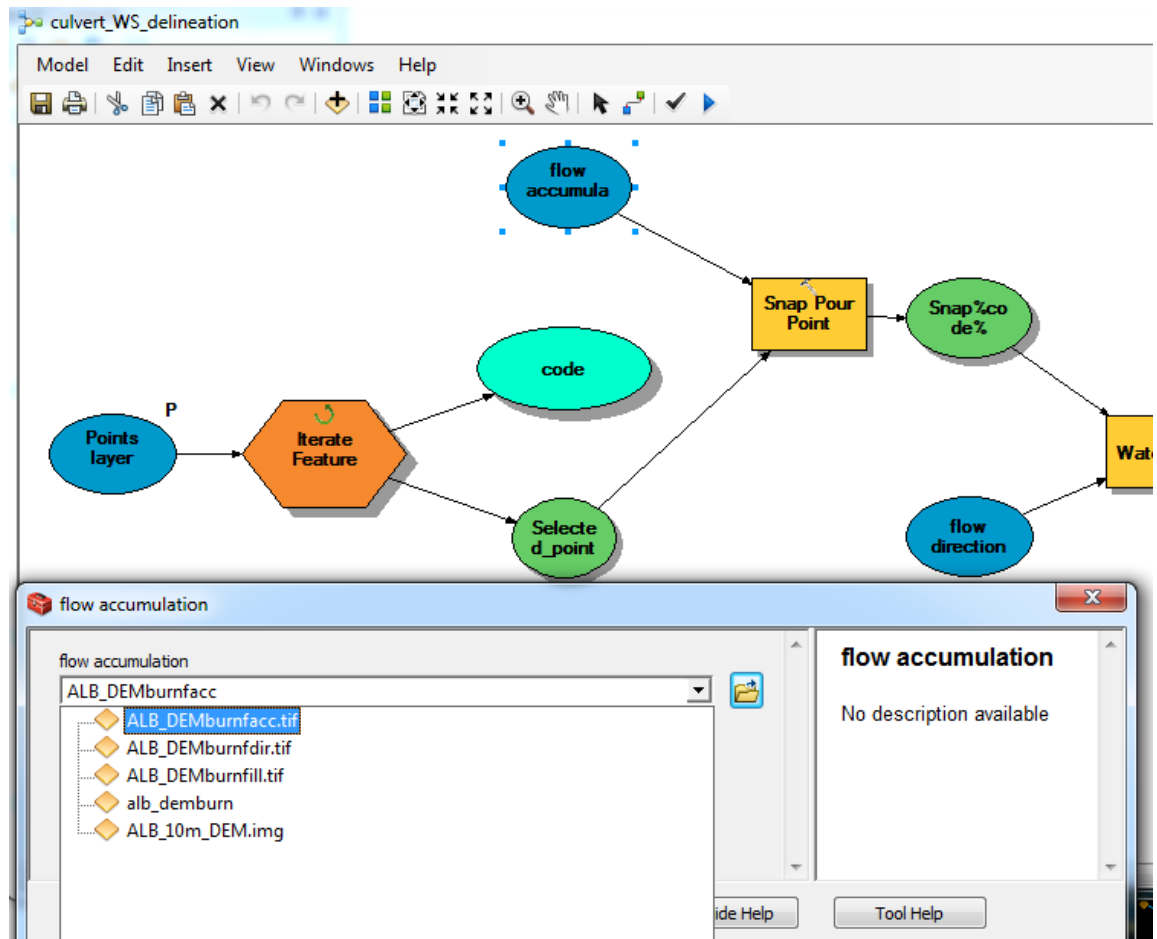 culvert_WS_delineation
Model Edit Insert View Windows Help
flow
accumula
Snap Pour
Point
Snap%co
de%
code
P
Points
layer
Iterate
Feature
Selecte
d_point
flow
direction
flow accumulation
flow accumulation
ALB_DEMburnfacc
ALB_DEMburnfacc.tif
ALB_DEMburnfdir.tif
ALB_DEMburnfill.tif
alb_demburn
ALB_10m_DEM.img
flow accumulation
No description available
ide Help
Tool Help